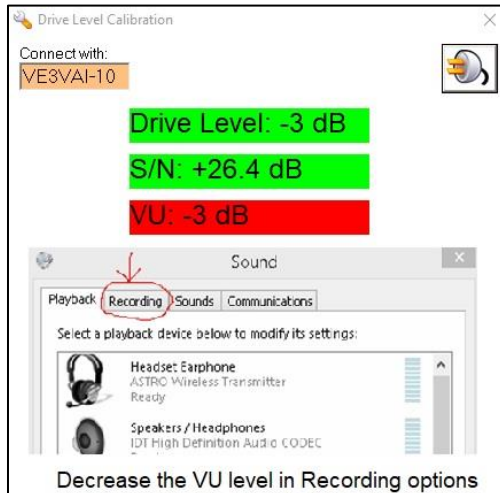 Drive Level Calibration
Connect with:
VE3VAI-10
Drive Level: -3 dB
S/N: +26.4 dB
VU: -3 dB
Sound
Playback Recording Sounds Communications
Select a playback device below to modify its settings:
Headset Earphone
ASTRO Wireless Transmitter
Ready
Speakers / Headphones
IDT High Definition Audio CODEC
Decrease the VU level in Recording options